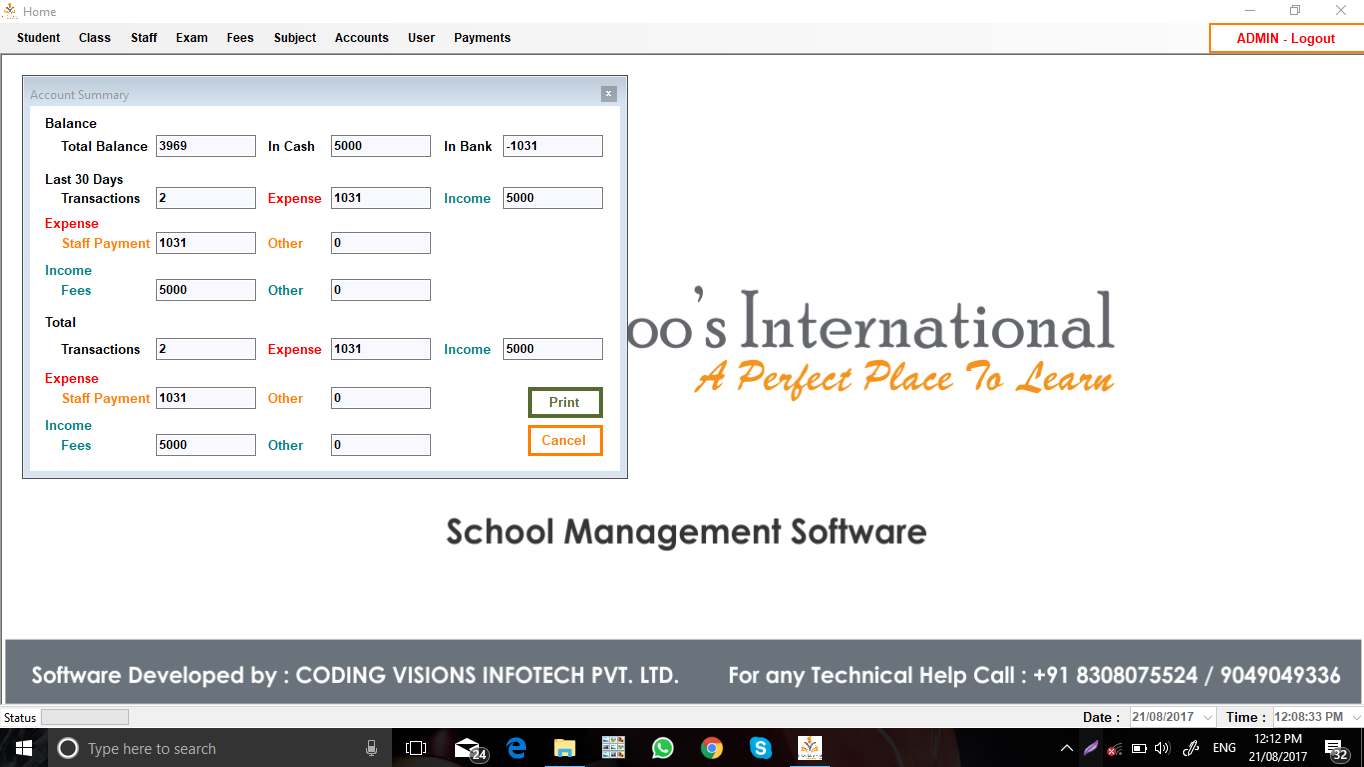 Home
Student Class Staff Exam Fees Subject Accounts User Payments ADMIN - Logout
Account Summary x
Balance
Total Balance 3969 In Cash 5000 In Bank -1031
Last 30 Days
Transactions 2 Expense 1031 Income 5000
Expense
Staff Payment 1031 Other 0
Income
Fees 5000 Other 0
Total
Transactions 2 Expense 1031 Income 5000
Expense
Staff Payment 1031 Other 0
Print
Income
Fees 5000 Other 0
Cancel
oo's International
A Perfect Place To Learn
School Management Software
Software Developed by : CODING VISIONS INFOTECH PVT. LTD. For any Technical Help Call : +91 8308075524 / 9049049336
Status Date : 21/08/2017 Time : 12:08:33 PM
Type here to search 24 ENG 12:12 PM 32
21/08/2017